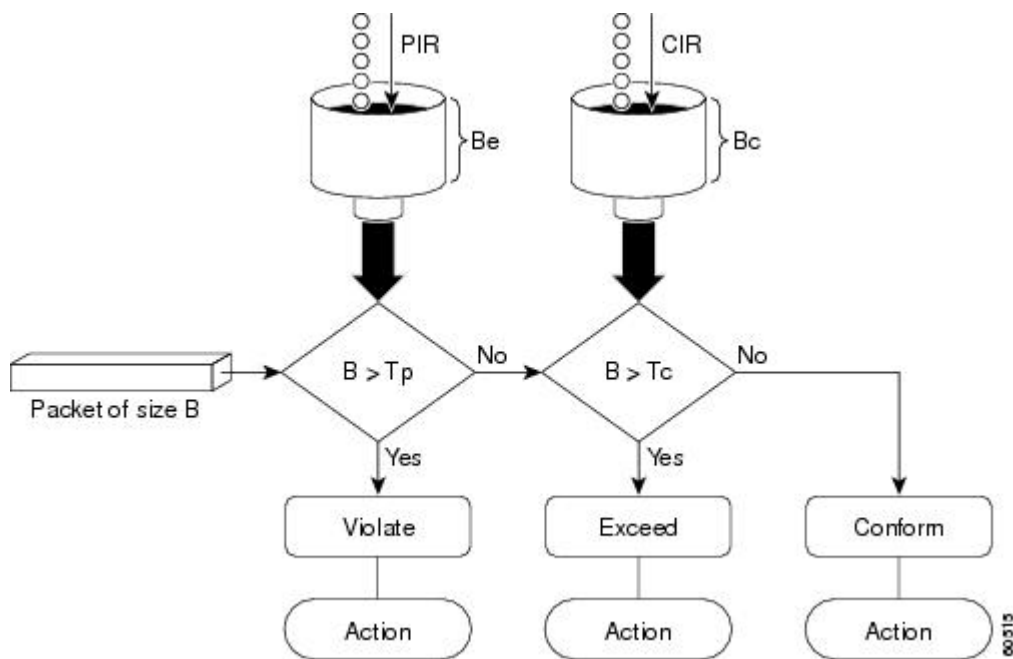 PIR
CIR
Be
Bc
B > Tp
No
B > Tc
No
Packet of size B
Yes
Yes
Violate
Exceed
Conform
Action
Action
Action
60515